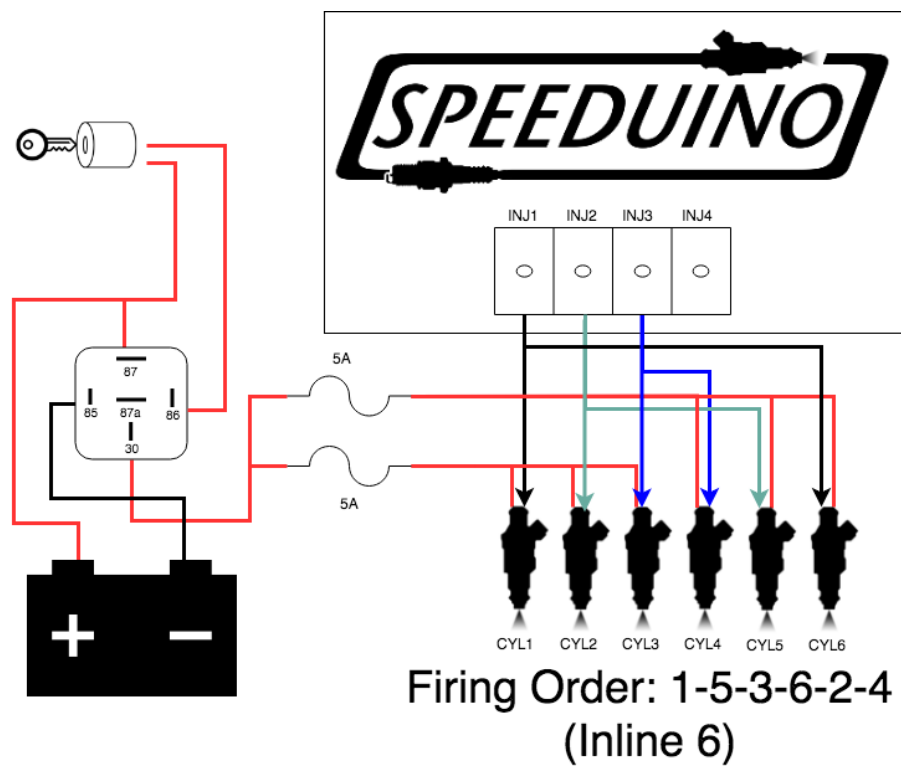 SPEEDUINO
INJ1 INJ2 INJ3 INJ4
5A
87
85 87a 86
30
5A
+ −
CYL1 CYL2 CYL3 CYL4 CYL5 CYL6
Firing Order: 1-5-3-6-2-4
(Inline 6)